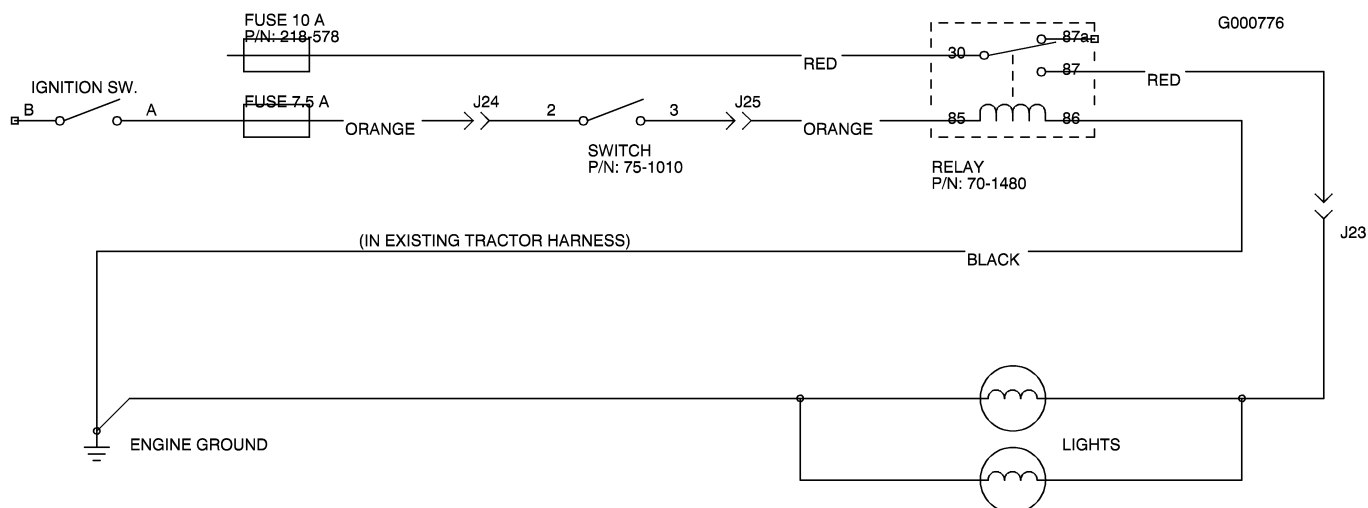 FUSE 10 A
P/N: 218-578
G000776
30
87a
RED
87
RED
IGNITION SW.
B
A
FUSE 7.5 A
ORANGE
J24
2
3
J25
ORANGE
85
86
SWITCH
P/N: 75-1010
RELAY
P/N: 70-1480
J23
(IN EXISTING TRACTOR HARNESS)
BLACK
ENGINE GROUND
LIGHTS